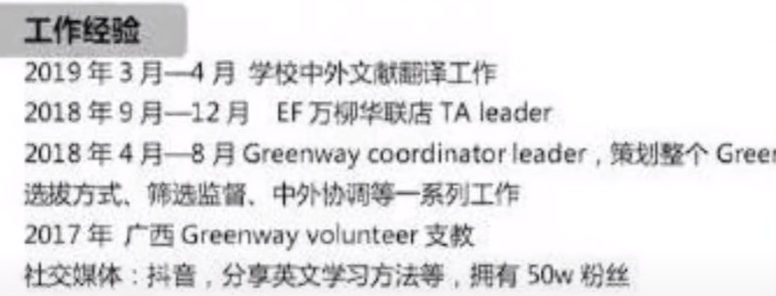 工作经验
2019 年 3 月—4 月 学校中外文献翻译工作
2018 年 9 月—12 月 EF 万柳华联店 TA leader
2018 年 4 月—8 月 Greenway coordinator leader，策划整个
选拔方式、筛选监督、中外协调等一系列工作
2017 年 广西 Greenway volunteer 支教
社交媒体：抖音，分享英文学习方法等，拥有 50w 粉丝